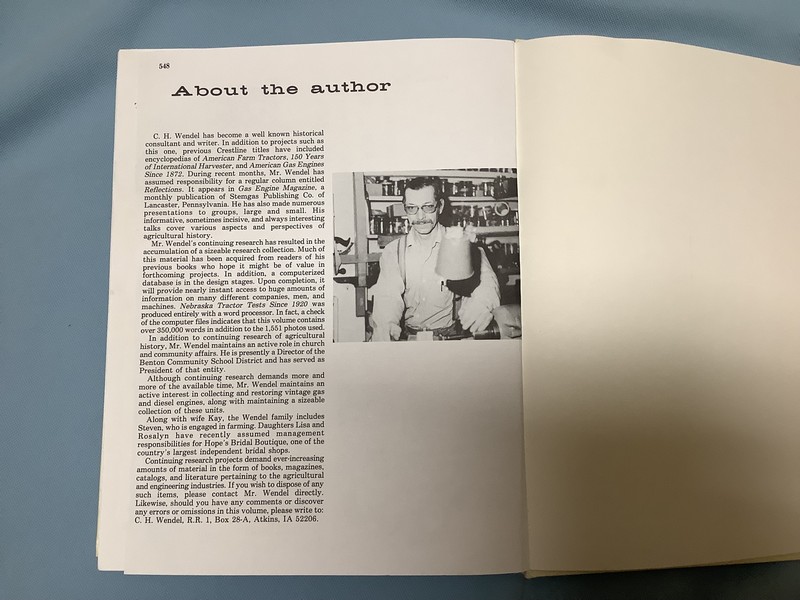 548
About the author
C. H. Wendel has become a well known historical
consultant and writer. In addition to projects such as
this one, previous Crestline titles have included
encyclopedias of American Farm Tractors, 150 Years
of International Harvester, and American Gas Engines
Since 1872. During recent months, Mr. Wendel has
assumed responsibility for a regular column entitled
Reflections. It appears in Gas Engine Magazine, a
monthly publication of Stemgas Publishing Co. of
Lancaster, Pennsylvania. He has also made numerous
presentations to groups, large and small. His
informative, sometimes incisive, and always interesting
talks cover various aspects and perspectives of
agricultural history.
Mr. Wendel's continuing research has resulted in the
accumulation of a sizeable research collection. Much of
this material has been acquired from readers of his
previous books who hope it might be of value in
forthcoming projects. In addition, a computerized
database is in the design stages. Upon completion, it
will provide nearly instant access to huge amounts of
information on many different companies, men, and
machines. Nebraska Tractor Tests Since 1920 was
produced entirely with a word processor. In fact, a check
of the computer files indicates that this volume contains
over 350,000 words in addition to the 1,551 photos used.
In addition to continuing research of agricultural
history, Mr. Wendel maintains an active role in church
and community affairs. He is presently a Director of the
Benton Community School District and has served as
President of that entity.
Although continuing research demands more and
more of the available time, Mr. Wendel maintains an
active interest in collecting and restoring vintage gas
and diesel engines, along with maintaining a sizeable
collection of these units.
Along with wife Kay, the Wendel family includes
Steven, who is engaged in farming. Daughters Lisa and
Rosalyn have recently assumed management
responsibilities for Hope's Bridal Boutique, one of the
country's largest independent bridal shops.
Continuing research projects demand ever-increasing
amounts of material in the form of books, magazines,
catalogs, and literature pertaining to the agricultural
and engineering industries. If you wish to dispose of any
such items, please contact Mr. Wendel directly.
Likewise, should you have any comments or discover
any errors or omissions in this volume, please write to:
C. H. Wendel, R.R. 1, Box 28-A, Atkins, IA 52206.